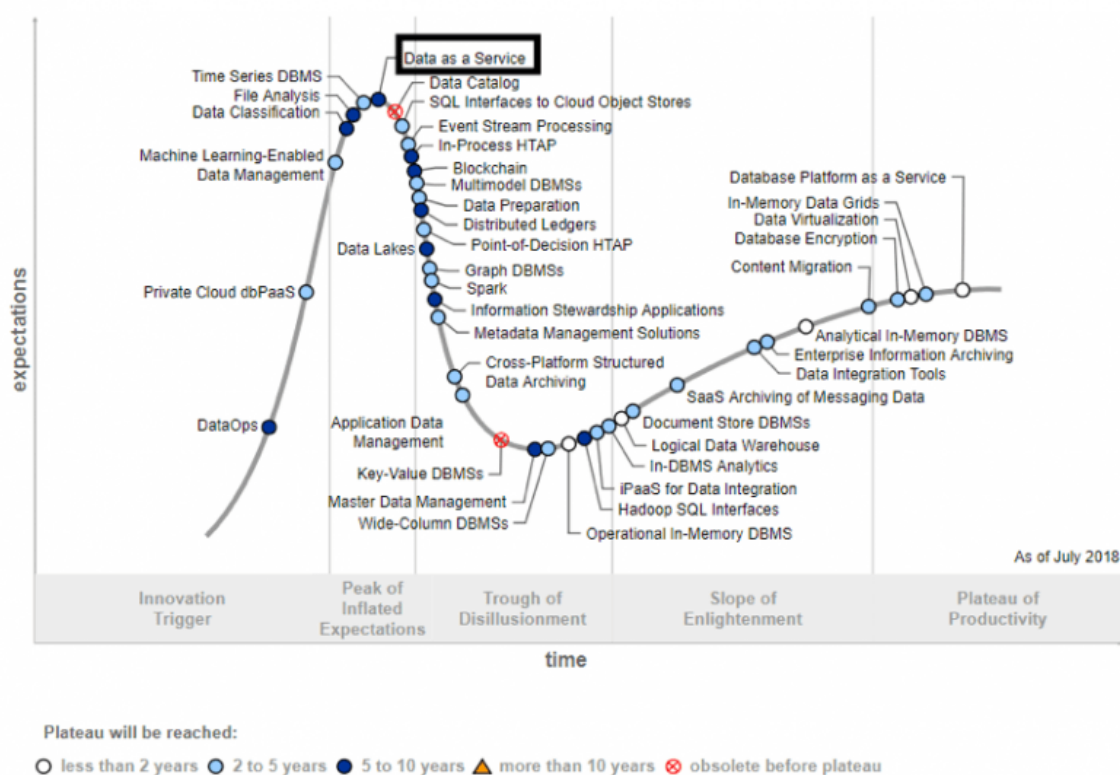 Data as a Service
Time Series DBMS
Data Catalog
File Analysis
SQL Interfaces to Cloud Object Stores
Data Classification
Event Stream Processing
In-Process HTAP
Machine Learning-Enabled
Data Management
Blockchain
Multimodel DBMSs
Data Preparation
Distributed Ledgers
Point-of-Decision HTAP
Data Lakes
Graph DBMSs
Spark
Private Cloud dbPaaS
Information Stewardship Applications
Metadata Management Solutions
Cross-Platform Structured
Data Archiving
DataOps
Application Data
Management
Key-Value DBMSs
Master Data Management
Wide-Column DBMSs
Operational In-Memory DBMS
Hadoop SQL Interfaces
iPaaS for Data Integration
In-DBMS Analytics
Logical Data Warehouse
Document Store DBMSs
SaaS Archiving of Messaging Data
Data Integration Tools
Enterprise Information Archiving
Analytical In-Memory DBMS
Content Migration
Database Encryption
Data Virtualization
In-Memory Data Grids
Database Platform as a Service
expectations
As of July 2018
Innovation
Trigger
Peak of
Inflated
Expectations
Trough of
Disillusionment
Slope of
Enlightenment
Plateau of
Productivity
time
Plateau will be reached:
less than 2 years
2 to 5 years
5 to 10 years
more than 10 years
obsolete before plateau